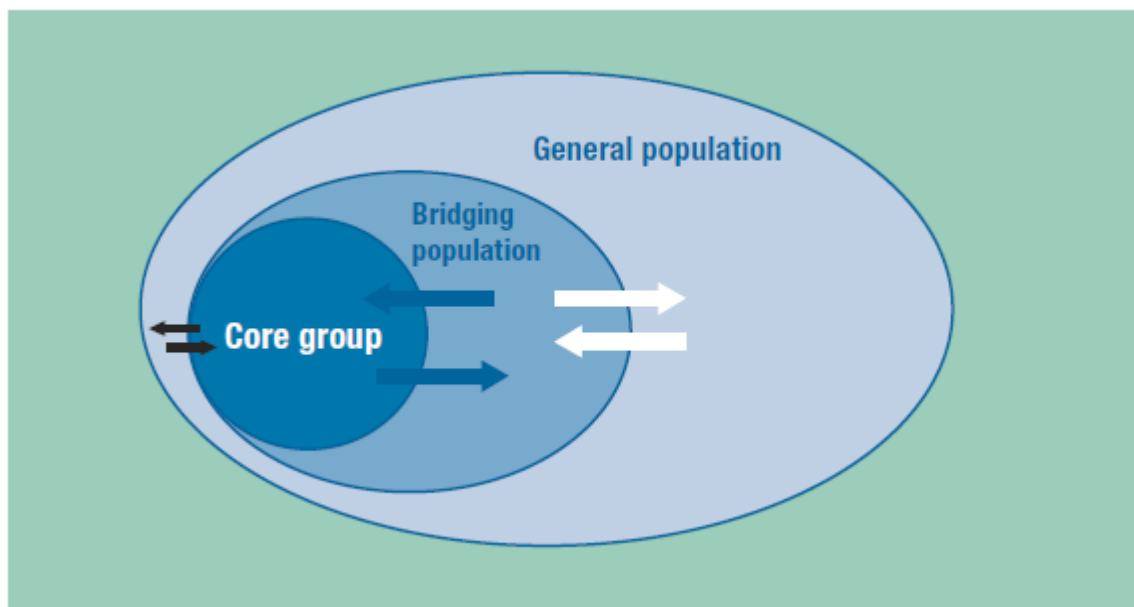 General population
Bridging
population
Core group